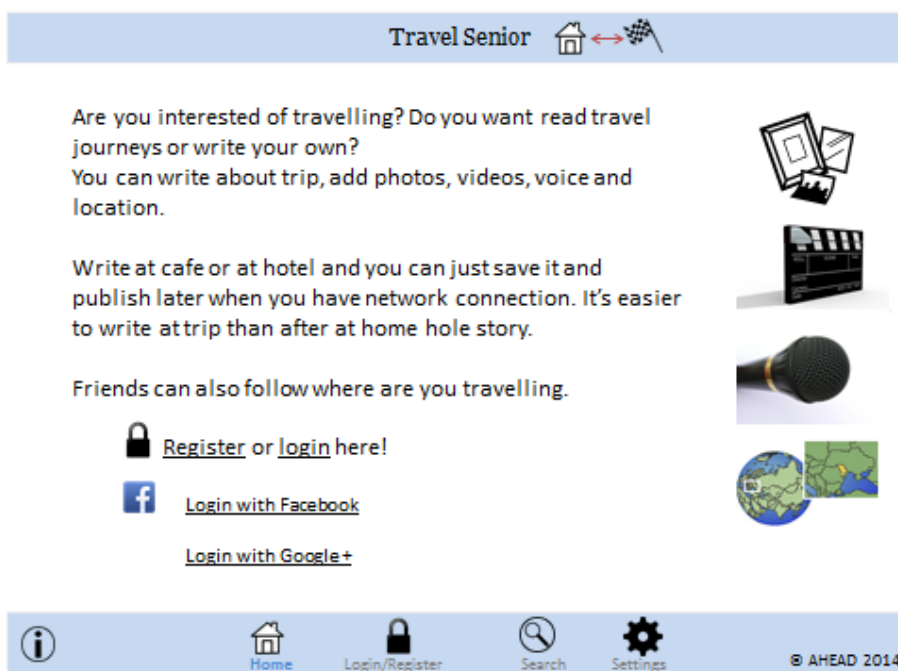 Travel Senior
Are you interested of travelling? Do you want read travel
journeys or write your own?
You can write about trip, add photos, videos, voice and
location.
Write at cafe or at hotel and you can just save it and
publish later when you have network connection. It's easier
to write at trip than after at home hole story.
Friends can also follow where are you travelling.
Register or login here!
Login with Facebook
Login with Google+
Home
Login/Register
Search
Settings
© AHEAD 2014